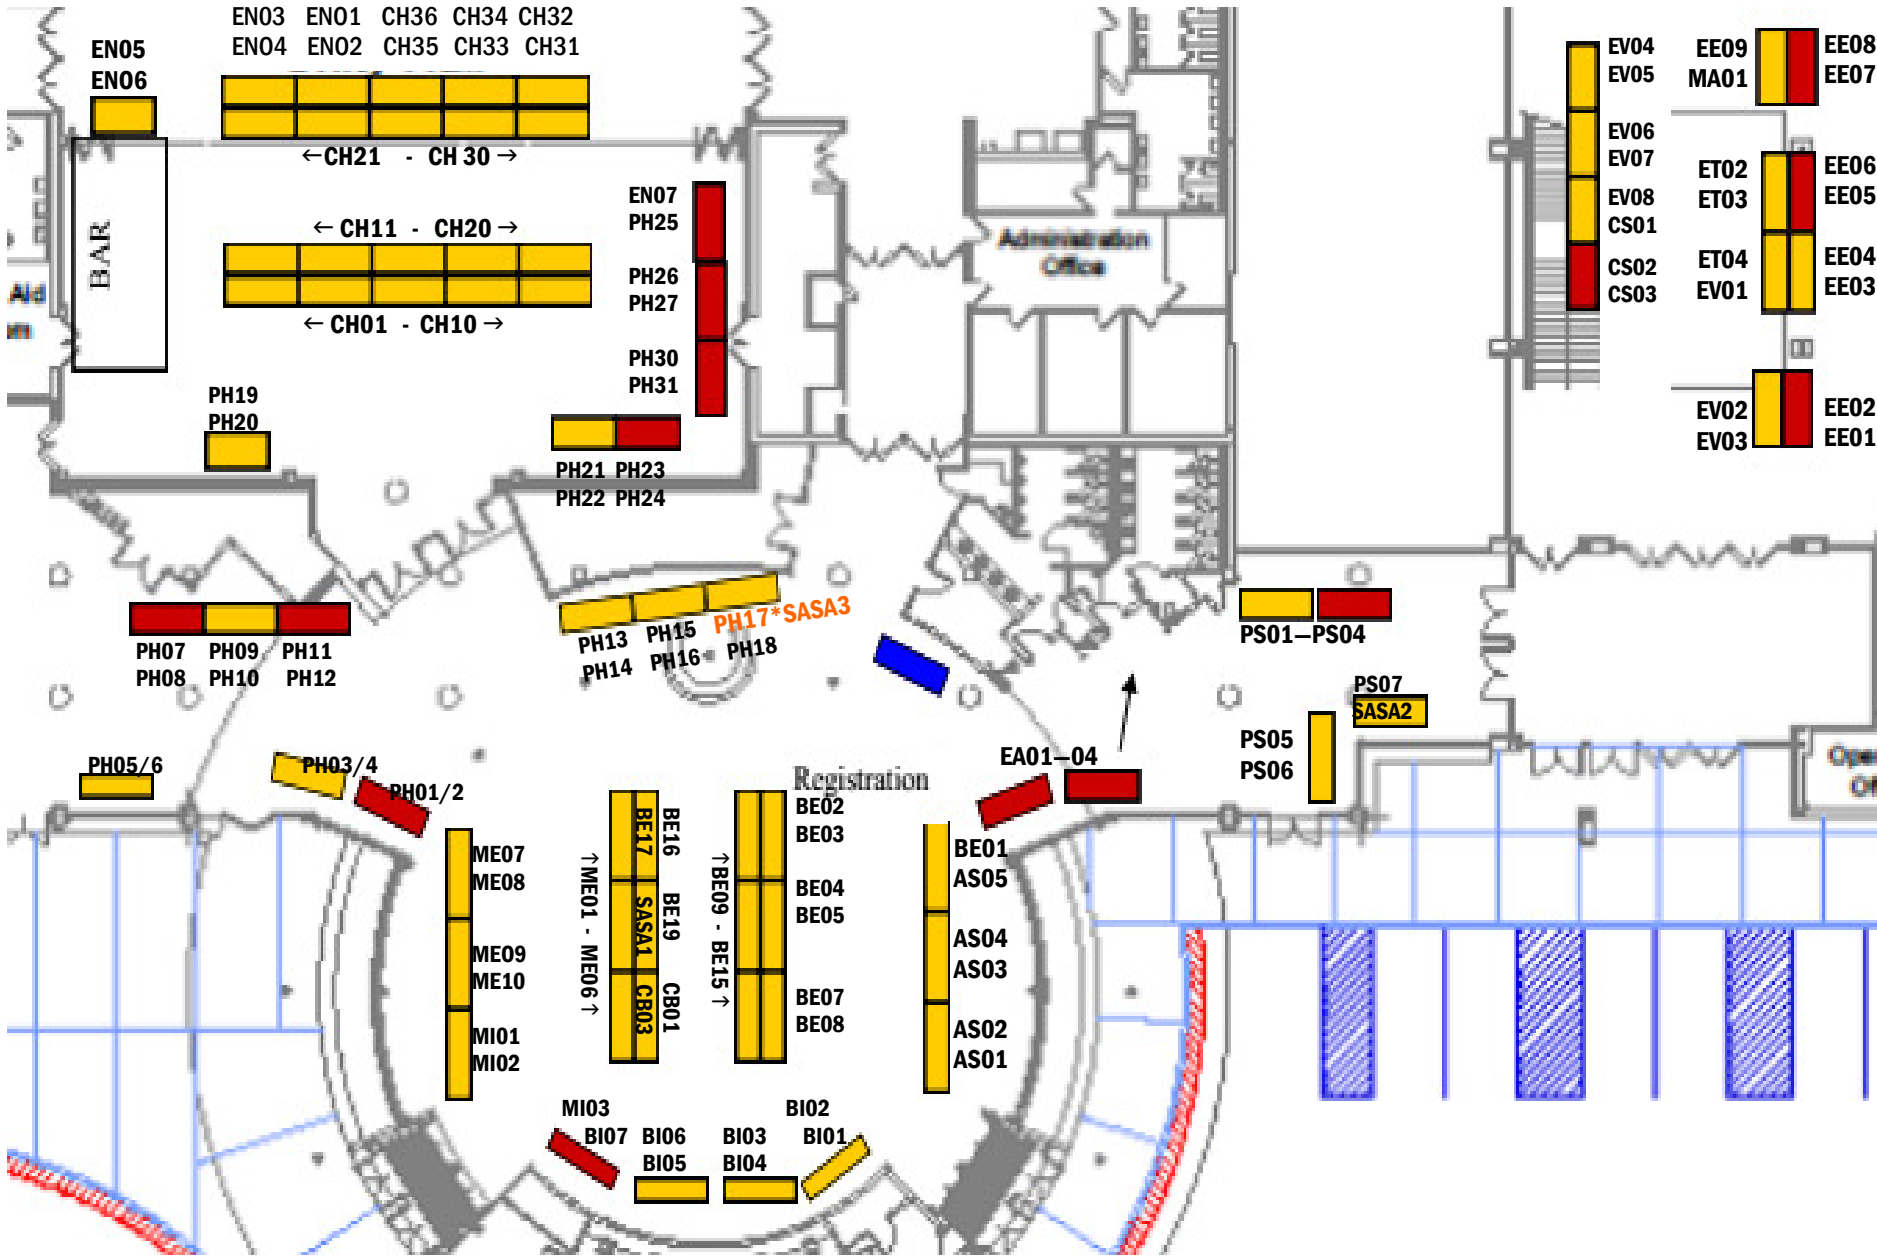 EN03 EN01 CH36 CH34 CH32
EN04 EN02 CH35 CH33 CH31
EN05
EN06
←CH21 - CH 30→
← CH11 - CH20 →
← CH01 - CH10 →
BAR
Aid
EN07
PH25
PH26
PH27
PH30
PH31
PH19
PH20
PH21 PH23
PH22 PH24
Administration
Office
EV04
EV05
EV06
EV07
EV08
CS01
CS02
CS03
EE09
MA01
EE08
EE07
ET02
ET03
EE06
EE05
ET04
EV01
EE04
EE03
EV02
EV03
EE02
EE01
PH07 PH09 PH11
PH08 PH10 PH12
PH13 PH15 PH17*SASA3
PH14 PH16 PH18
PS01–PS04
PS07
SASA2
PS05
PS06
PH05/6
PH03/4
PH01/2
EA01–04
Registration
ME07
ME08
ME09
ME10
MI01
MI02
↑ME01 - ME06↑
BE17 SASA1 CB03
BE16 BE19 CB01
↑BE09 - BE15→
BE02
BE03
BE04
BE05
BE07
BE08
BE01
AS05
AS04
AS03
AS02
AS01
MI03
BI07
BI06
BI05
BI03
BI04
BI02
BI01